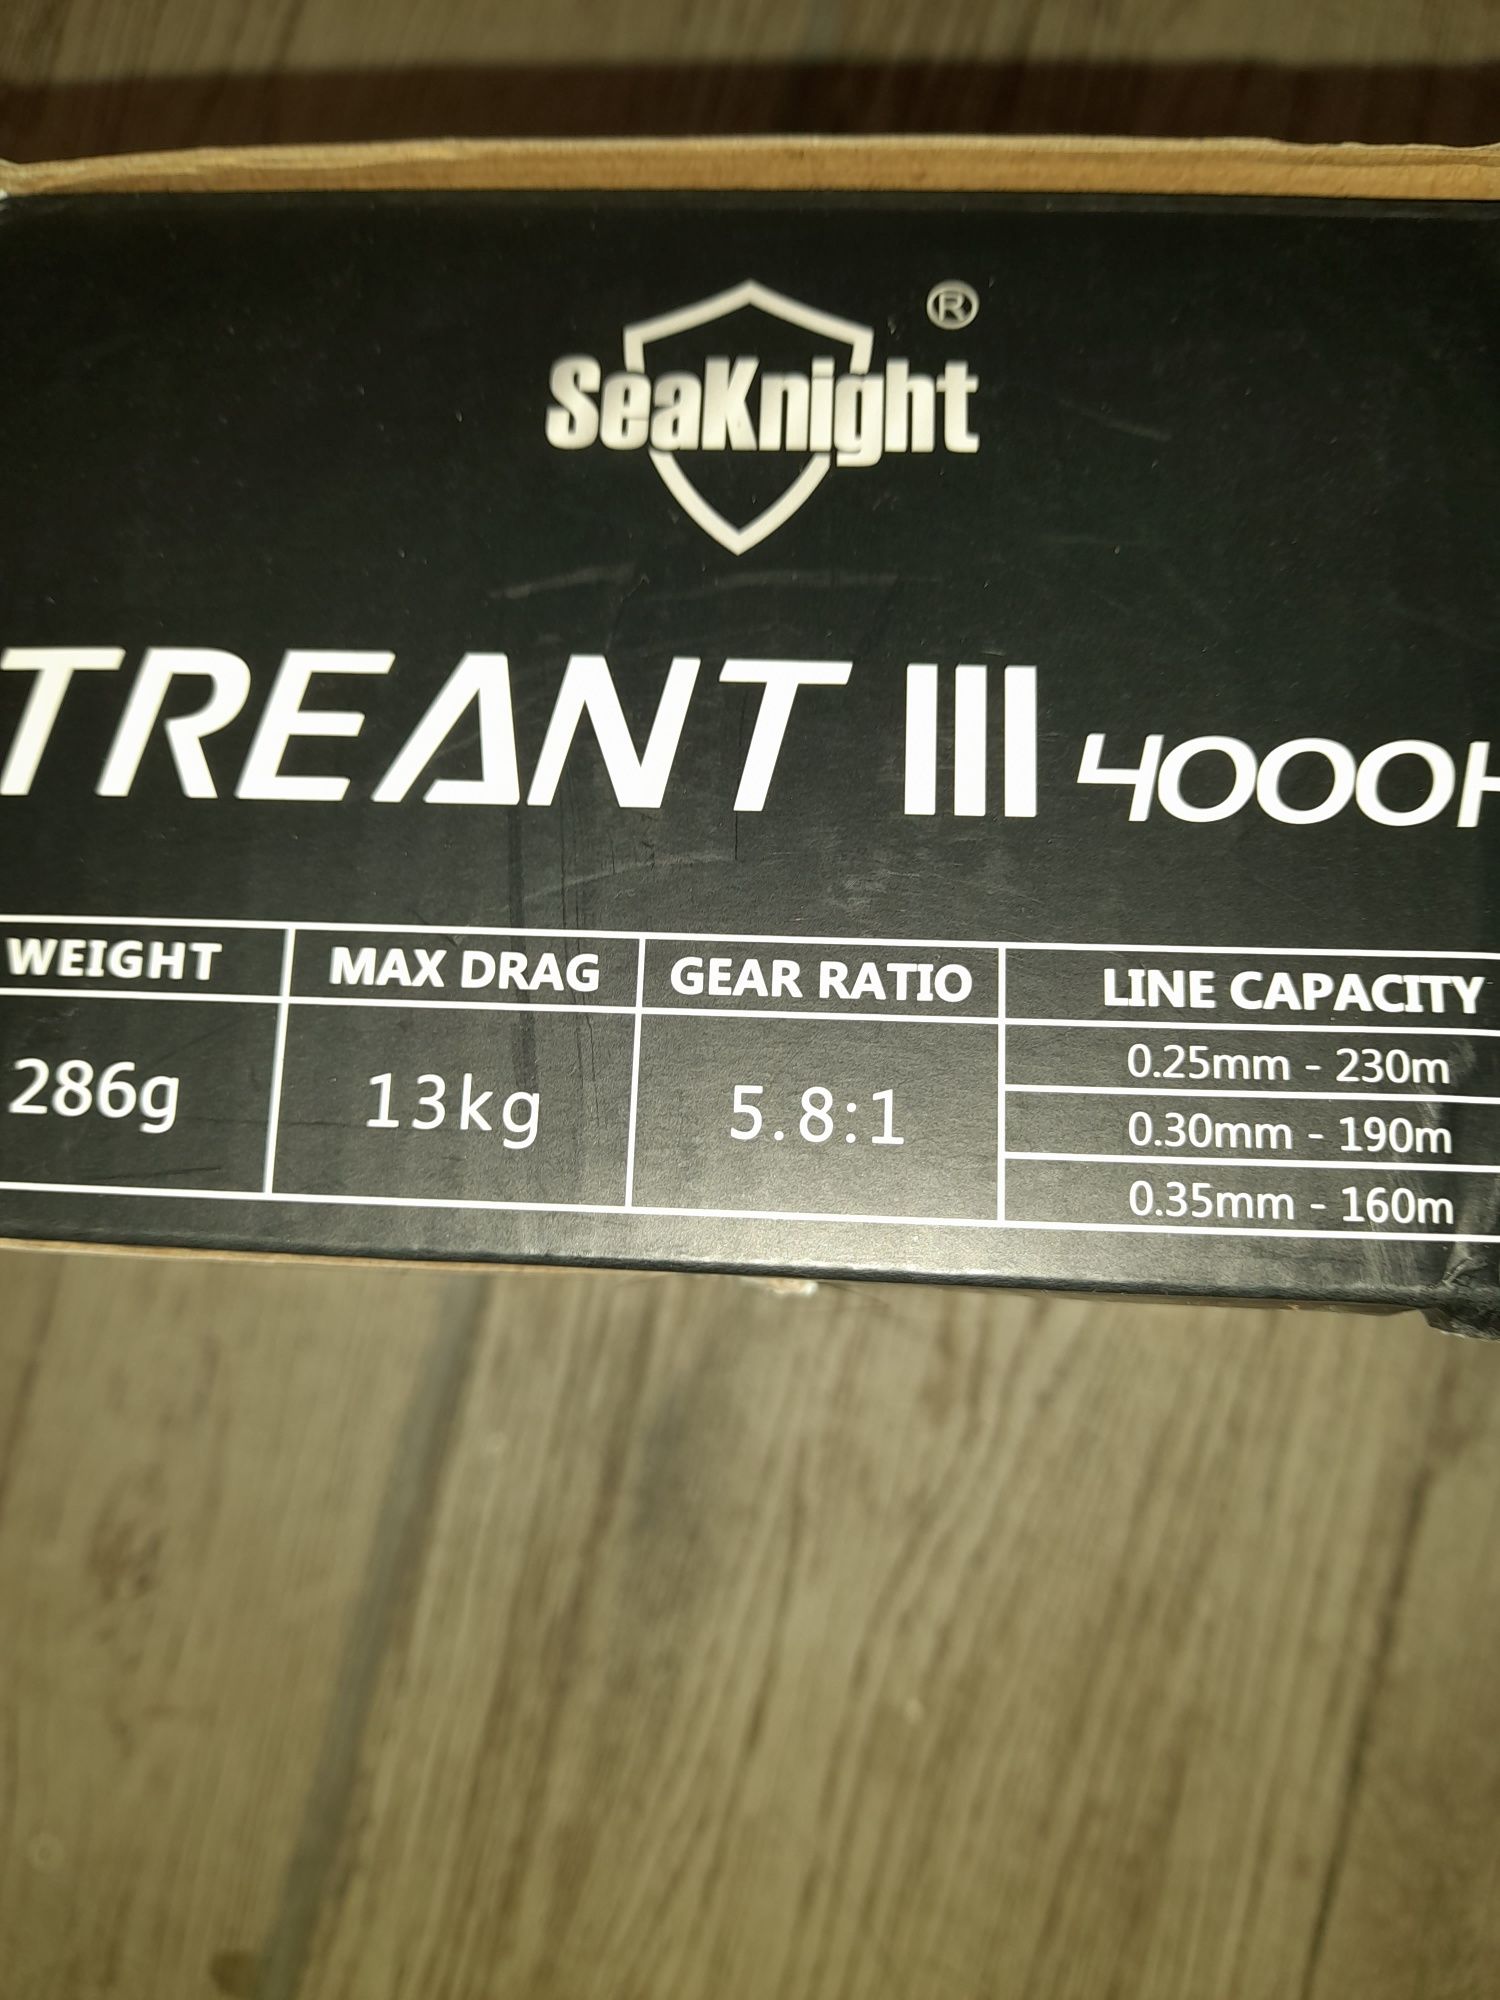 ®
SeaKnight
TREANT III 4000H
WEIGHT MAX DRAG GEAR RATIO LINE CAPACITY
286g 13kg 5.8:1 0.25mm - 230m
0.30mm - 190m
0.35mm - 160m